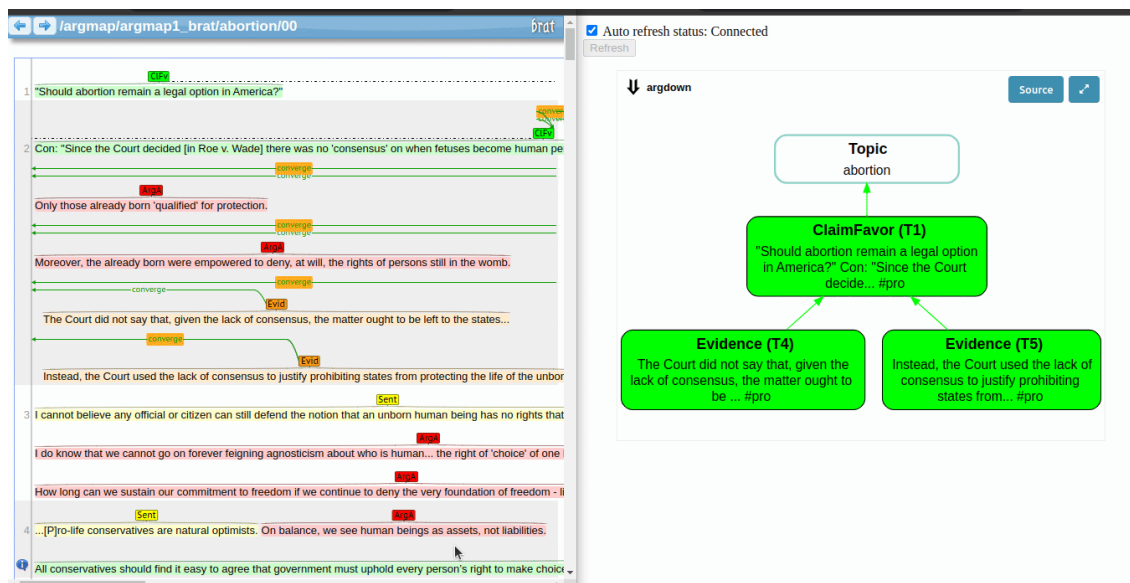 /argmap/argmap1_brat/abortion/00
brat
ClFv
1 "Should abortion remain a legal option in America?"
converge
ClFv
2 Con: "Since the Court decided [in Roe v. Wade] there was no 'consensus' on when fetuses become human pe
converge
converge
ArgA
Only those already born 'qualified' for protection.
converge
converge
ArgA
Moreover, the already born were empowered to deny, at will, the rights of persons still in the womb.
converge
converge
Evid
The Court did not say that, given the lack of consensus, the matter ought to be left to the states...
converge
Evid
Instead, the Court used the lack of consensus to justify prohibiting states from protecting the life of the unbor
Sent
3 I cannot believe any official or citizen can still defend the notion that an unborn human being has no rights that
ArgA
I do know that we cannot go on forever feigning agnosticism about who is human... the right of 'choice' of one
ArgA
How long can we sustain our commitment to freedom if we continue to deny the very foundation of freedom - li
Sent
ArgA
4 ...[P]ro-life conservatives are natural optimists. On balance, we see human beings as assets, not liabilities.
All conservatives should find it easy to agree that government must uphold every person's right to make choice
Auto refresh status: Connected
Refresh
argdown
Source
Topic
abortion
ClaimFavor (T1)
"Should abortion remain a legal option
in America?" Con: "Since the Court
decide... #pro
Evidence (T4)
The Court did not say that, given the
lack of consensus, the matter ought to
be ... #pro
Evidence (T5)
Instead, the Court used the lack of
consensus to justify prohibiting
states from... #pro